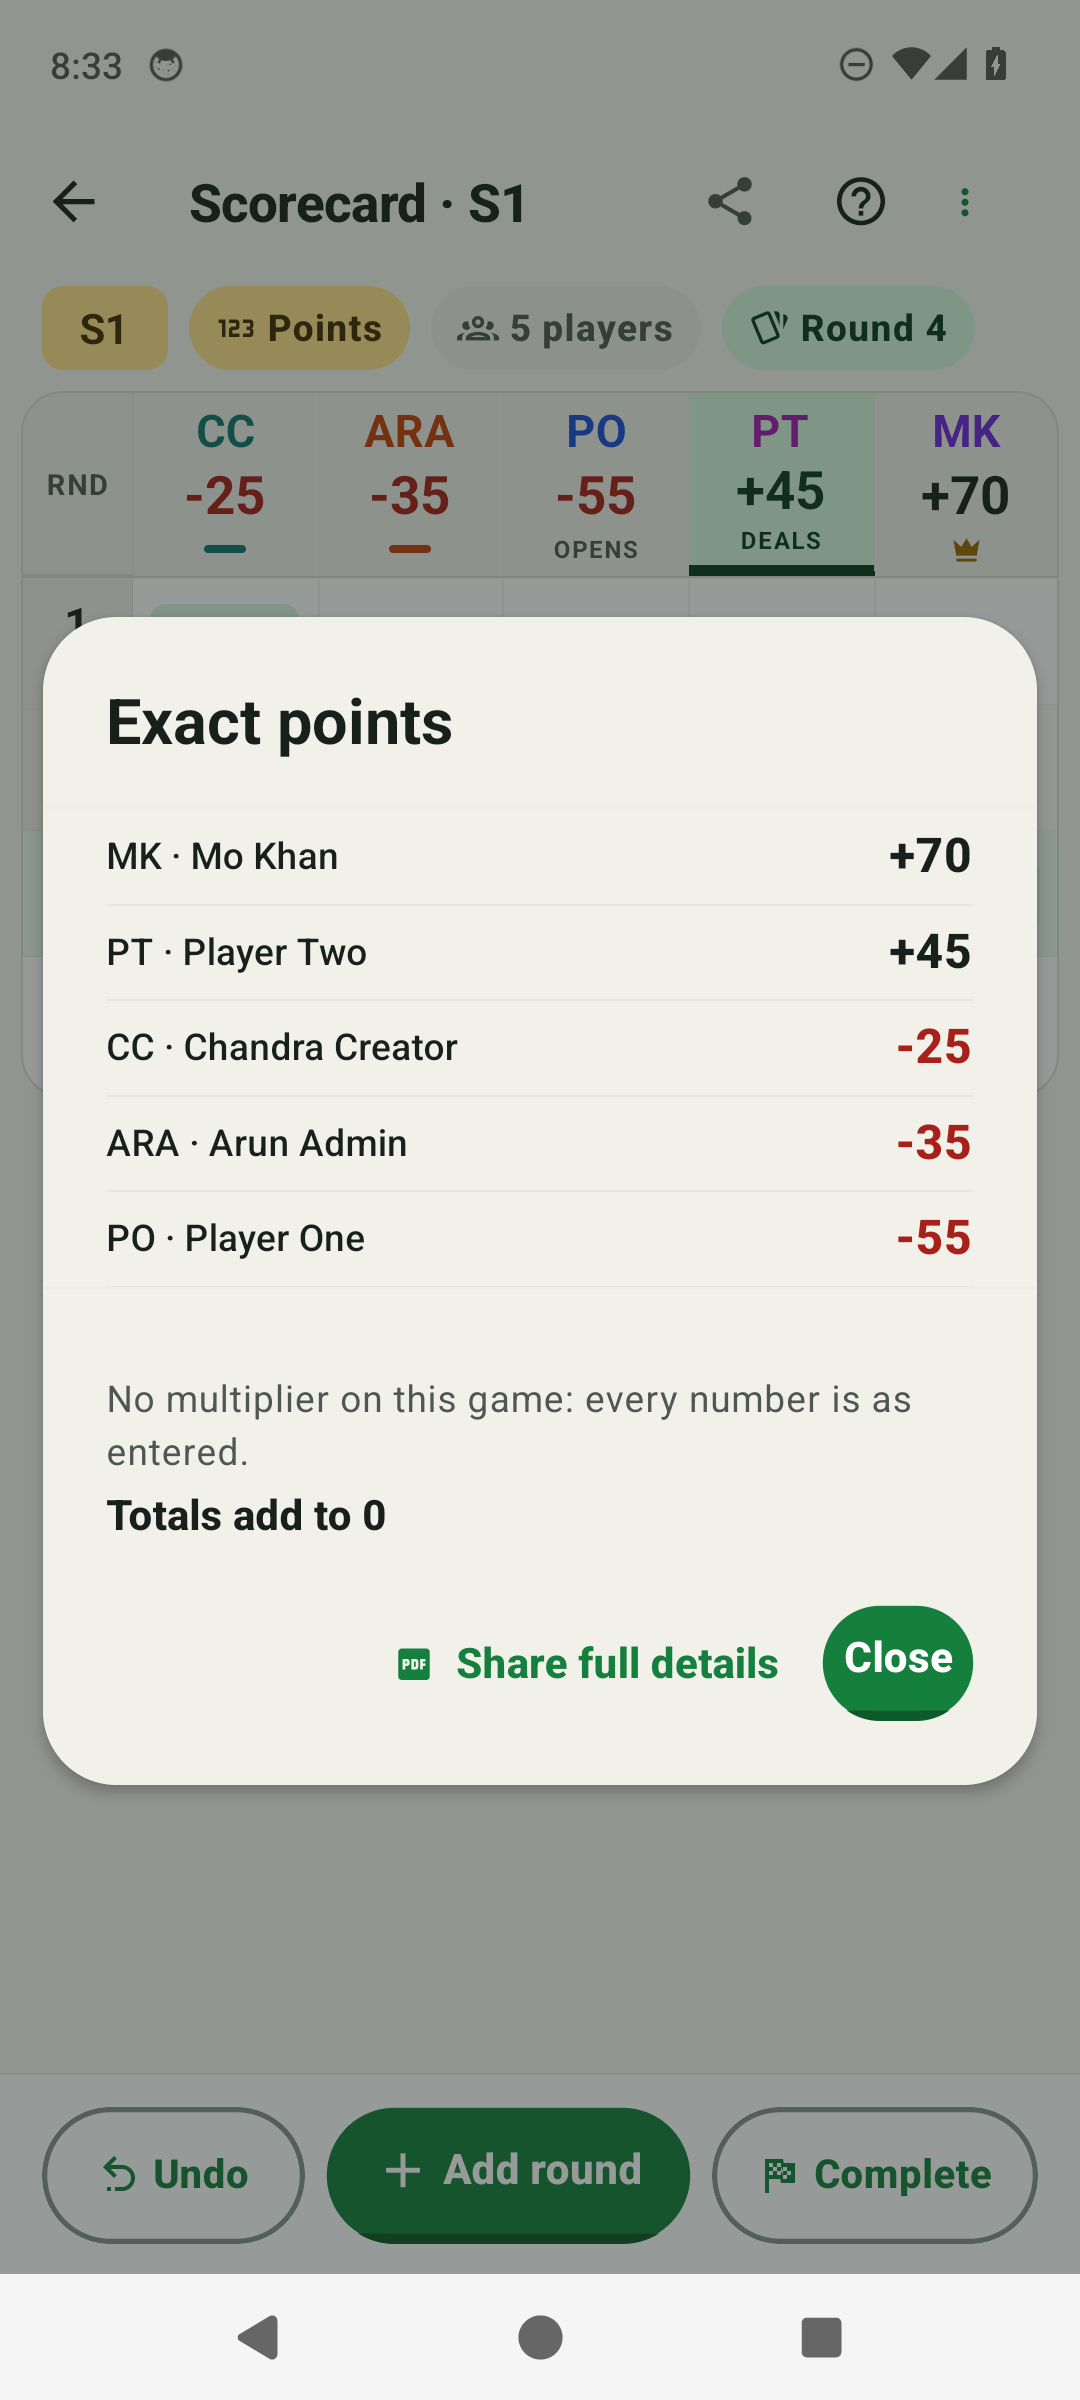 8:33
Scorecard · S1
S1
123 Points
5 players
Round 4
RND
CC
ARA
PO
PT
MK
-25
-35
-55
+45
+70
OPENS
DEALS
1
Exact points
MK · Mo Khan +70
PT · Player Two +45
CC · Chandra Creator -25
ARA · Arun Admin -35
PO · Player One -55
No multiplier on this game: every number is as
entered.
Totals add to 0
PDF Share full details
Close
Undo
Add round
Complete